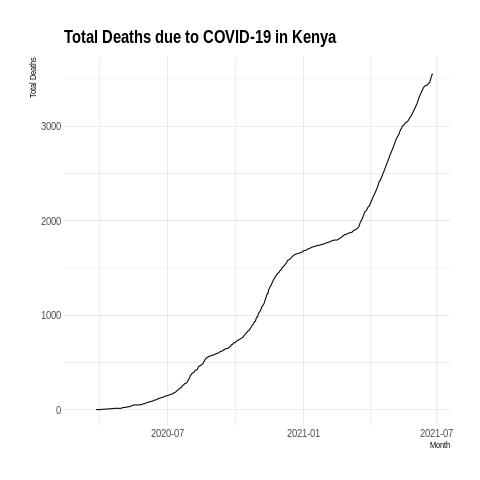 Total Deaths due to COVID-19 in Kenya
Total Deaths
3000
2000
1000
0
2020-07
2021-01
2021-07
Month